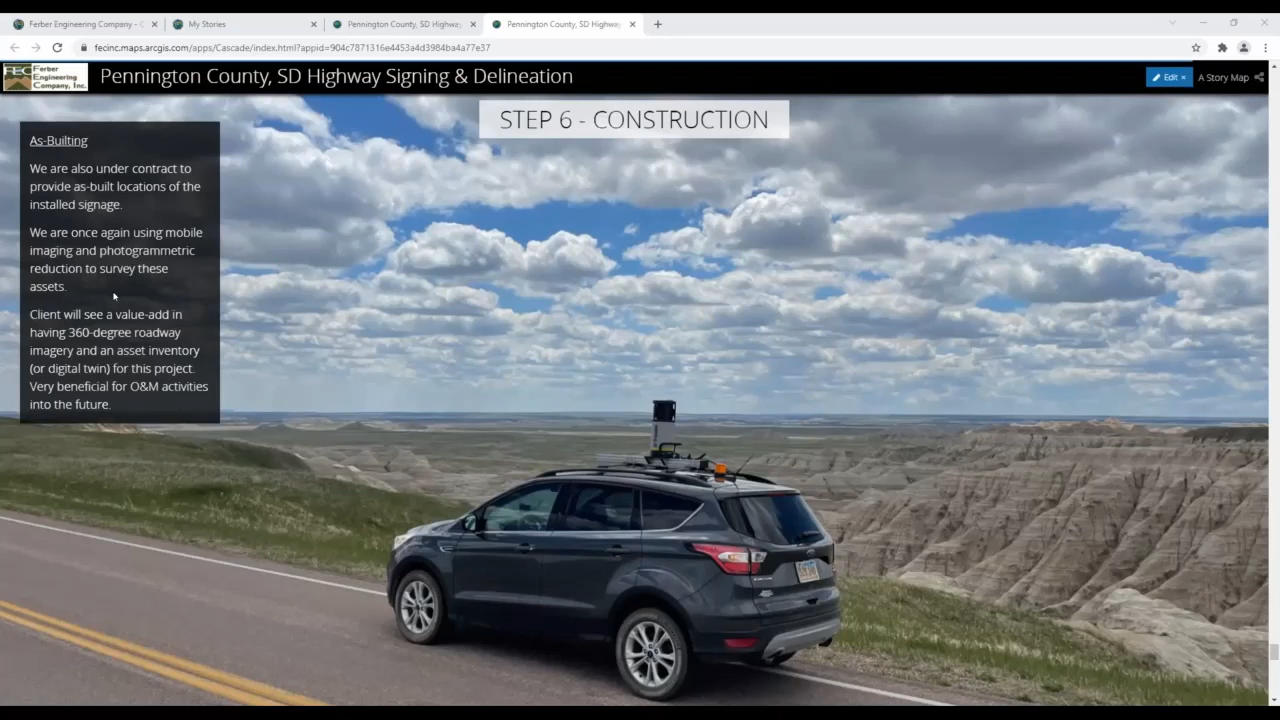 Ferber Engineering Company -
My Stories
Pennington County, SD Highway
Pennington County, SD Highway
fecinc.maps.arcgis.com/apps/Cascade/index.html?appid=904c7871316e4453a4d3984ba4a77e37
FEC Ferber
Engineering
Company, Inc.
Pennington County, SD Highway Signing & Delineation
Edit ×
A Story Map
STEP 6 - CONSTRUCTION
As-Builting
We are also under contract to
provide as-built locations of the
installed signage.
We are once again using mobile
imaging and photogrammetric
reduction to survey these
assets.
Client will see a value-add in
having 360-degree roadway
imagery and an asset inventory
(or digital twin) for this project.
Very beneficial for O&M activities
into the future.